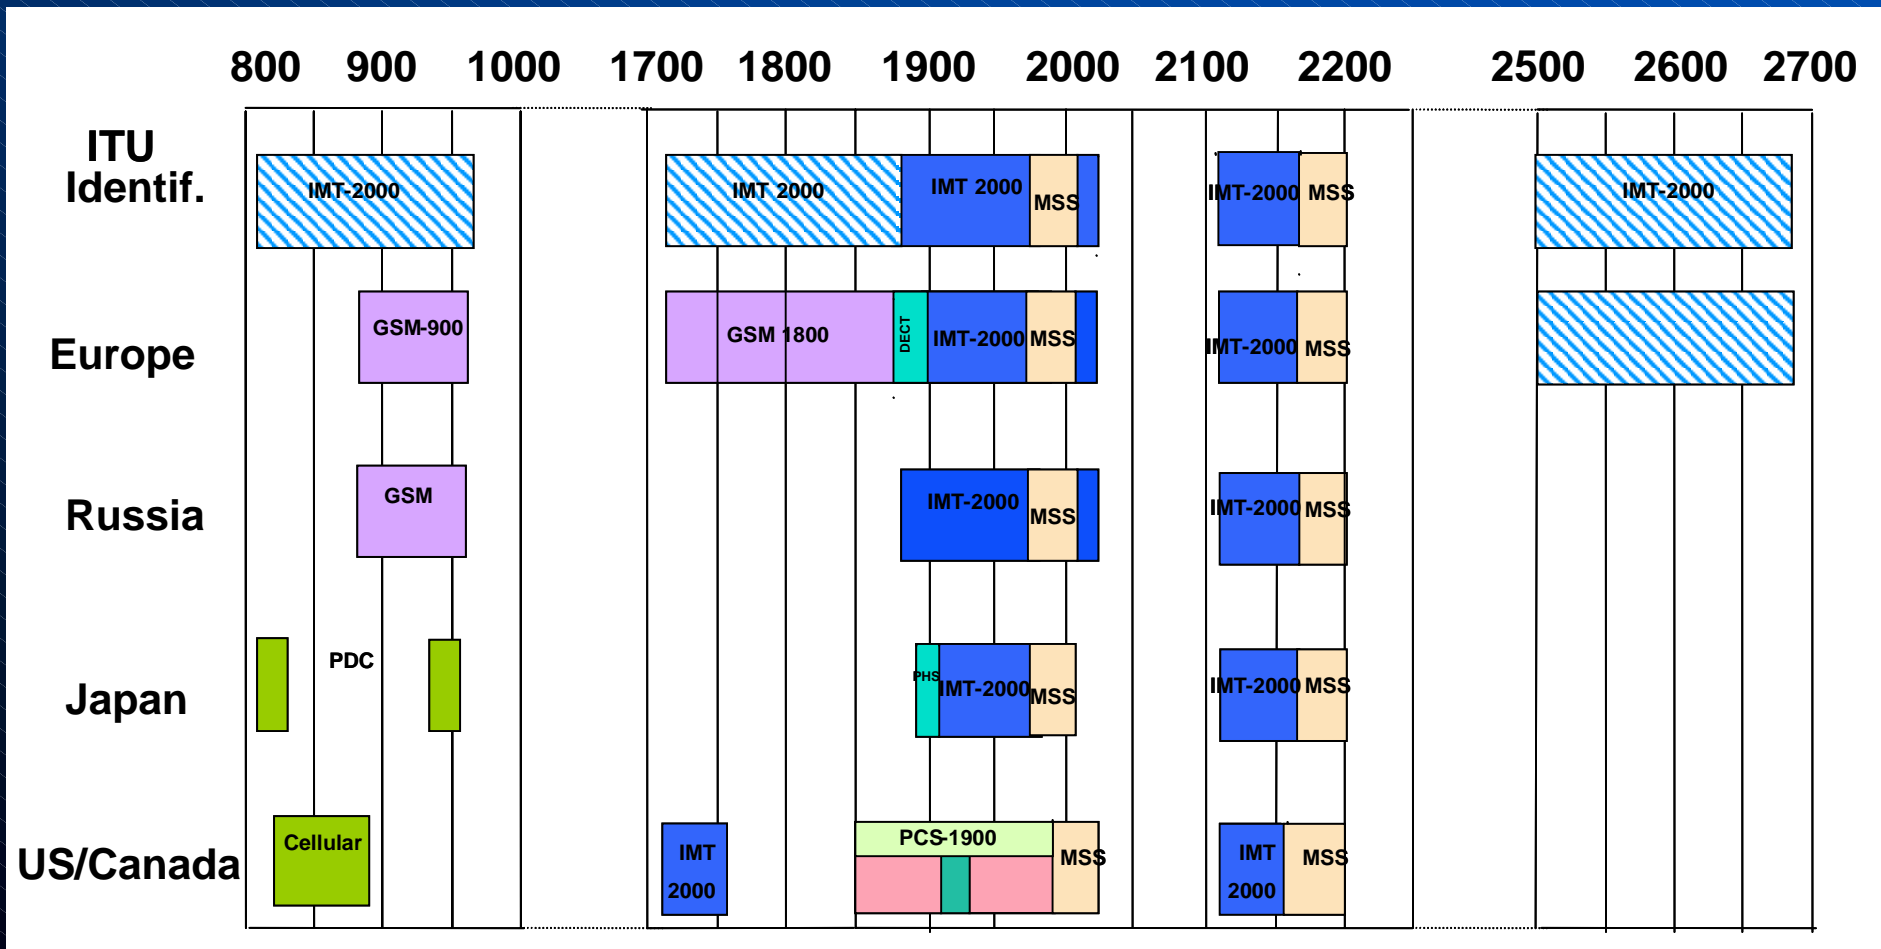 800 900 1000 1700 1800 1900 2000 2100 2200 2500 2600 2700
ITU
Identif.
IMT-2000
IMT 2000
IMT 2000
MSS
IMT-2000
MSS
IMT-2000
Europe
GSM-900
GSM 1800
DECT
IMT-2000
MSS
IMT-2000
MSS
Russia
GSM
IMT-2000
MSS
IMT-2000
MSS
Japan
PDC
PHS
IMT-2000
MSS
IMT-2000
MSS
US/Canada
Cellular
IMT
2000
PCS-1900
MSS
IMT
2000
MSS